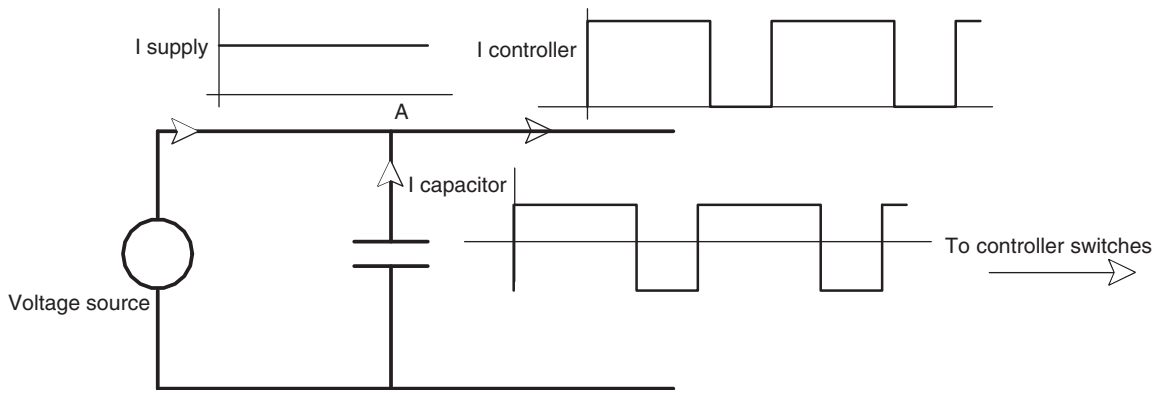 I supply
I controller
A
I capacitor
To controller switches
Voltage source